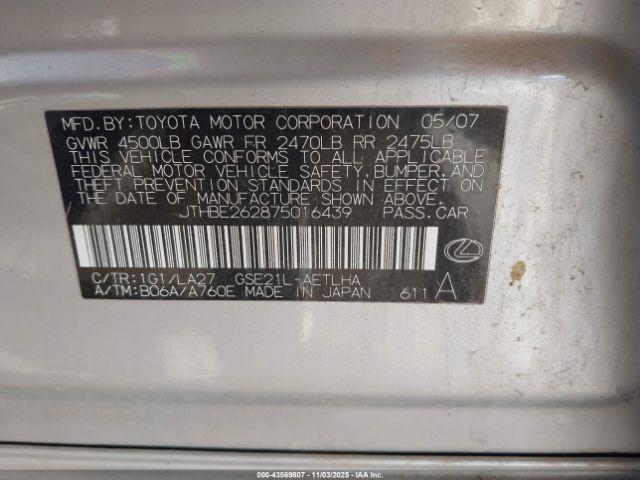 MFD.BY:TOYOTA MOTOR CORPORATION 05/07
GVWR 4500LB GAWR FR 2470LB RR 2475LB
THIS VEHICLE CONFORMS TO ALL APPLICABLE
FEDERAL MOTOR VEHICLE SAFETY,BUMPER,AND
THEFT PREVENTION STANDARDS IN EFFECT ON
THE DATE OF MANUFACTURE SHOWN ABOVE.
/ JTHBE262875016439 PASS.CAR
C/TR:1G1/LA27 GSE21L-AETLHA
A/TM:B06A/A760E MADE IN JAPAN 611 A
000-43569807 - 11/03/2025 - IAAI.COM